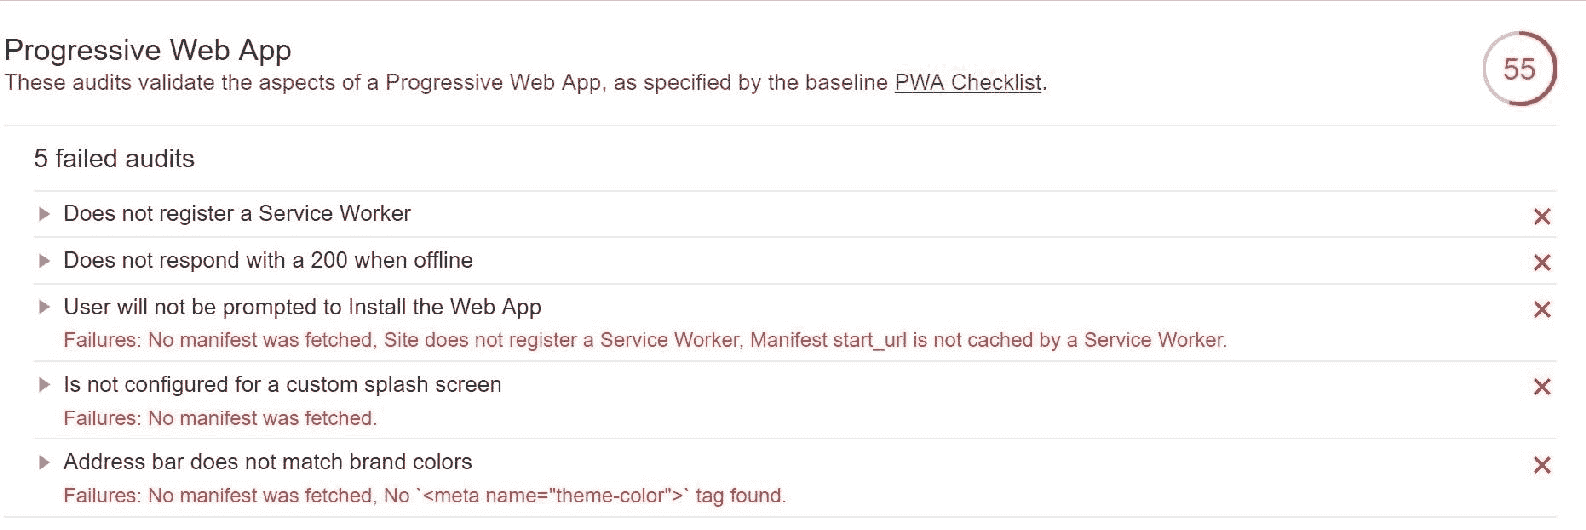 Progressive Web App
These audits validate the aspects of a Progressive Web App, as specified by the baseline PWA Checklist.
55
5 failed audits
Does not register a Service Worker
Does not respond with a 200 when offline
User will not be prompted to Install the Web App
Failures: No manifest was fetched, Site does not register a Service Worker, Manifest start_url is not cached by a Service Worker.
Is not configured for a custom splash screen
Failures: No manifest was fetched.
Address bar does not match brand colors
Failures: No manifest was fetched, No `<meta name="theme-color">` tag found.